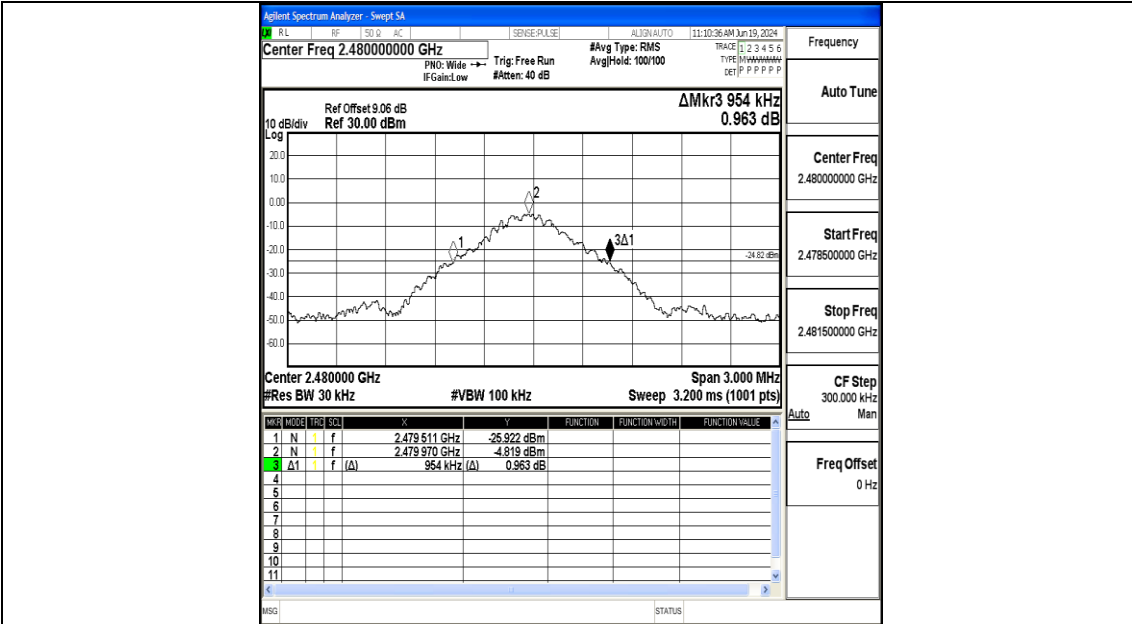 Agilent Spectrum Analyzer - Swept SA
RL RF 50 Ω AC SENSE:PULSE ALIGNAUTO 11:10:36 AM Jun 19, 2024
Center Freq 2.480000000 GHz #Avg Type: RMS TRACE 1 2 3 4 5 6
PNO: Wide Trig: Free Run Avg|Hold: 100/100 TYPE
IFGain:Low #Atten: 40 dB DET P P P P P P
ΔMkr3 954 kHz
0.963 dB
Ref Offset 9.06 dB
10 dB/div Ref 30.00 dBm
Log
20.0
10.0
0.00
-10.0
-20.0
-30.0
-40.0
-50.0
-60.0
1
2
3Δ1
-24.82 dBm
Center 2.480000 GHz Span 3.000 MHz
#Res BW 30 kHz #VBW 100 kHz Sweep 3.200 ms (1001 pts)
MKR MODE TRC SCL X Y FUNCTION FUNCTION WIDTH FUNCTION VALUE
1 N 1 f 2.479 511 GHz -25.922 dBm
2 N 1 f 2.479 970 GHz -4.819 dBm
3 Δ1 1 f (Δ) 954 kHz (Δ) 0.963 dB
4
5
6
7
8
9
10
11
MSG STATUS
Frequency
Auto Tune
Center Freq
2.480000000 GHz
Start Freq
2.478500000 GHz
Stop Freq
2.481500000 GHz
CF Step
300.000 kHz
Auto Man
Freq Offset
0 Hz